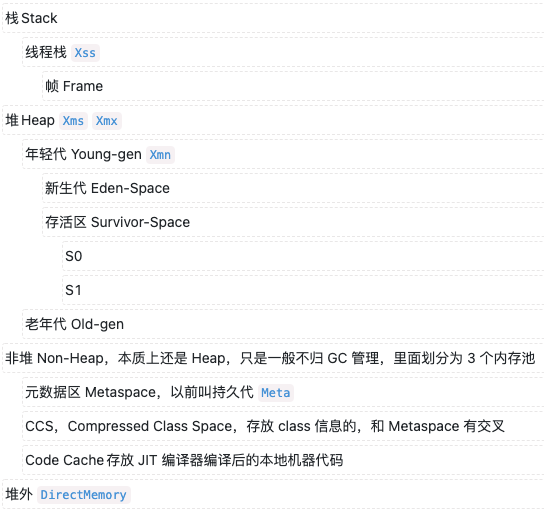 栈 Stack
线程栈 Xss
帧 Frame
堆 Heap Xms Xmx
年轻代 Young-gen Xmn
新生代 Eden-Space
存活区 Survivor-Space
S0
S1
老年代 Old-gen
非堆 Non-Heap，本质上还是 Heap，只是一般不归 GC 管理，里面划分为 3 个内存池
元数据区 Metaspace，以前叫持久代 Meta
CCS，Compressed Class Space，存放 class 信息的，和 Metaspace 有交叉
Code Cache 存放 JIT 编译器编译后的本地机器代码
堆外 DirectMemory